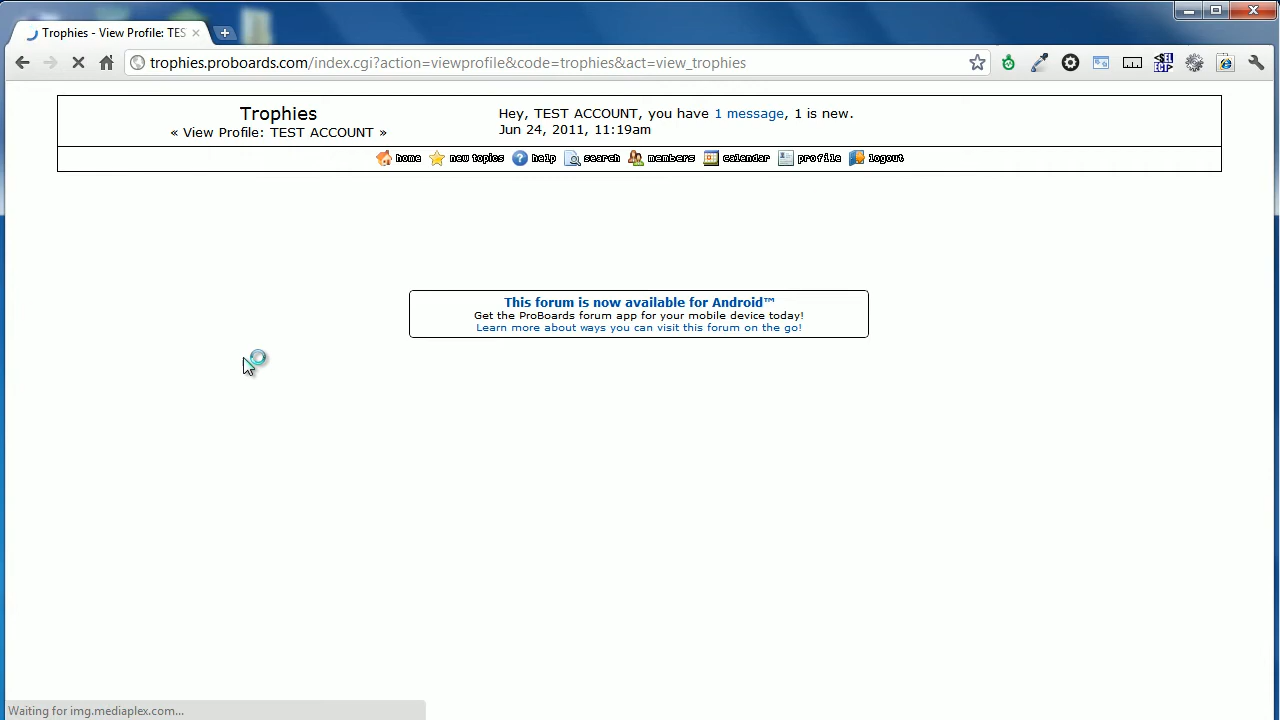 Trophies - View Profile: TES
trophies.proboards.com/index.cgi?action=viewprofile&code=trophies&act=view_trophies
Trophies
« View Profile: TEST ACCOUNT »
Hey, TEST ACCOUNT, you have 1 message, 1 is new.
Jun 24, 2011, 11:19am
home new topics help search members calendar profile logout
This forum is now available for Android™
Get the ProBoards forum app for your mobile device today!
Learn more about ways you can visit this forum on the go!
Waiting for img.mediaplex.com...